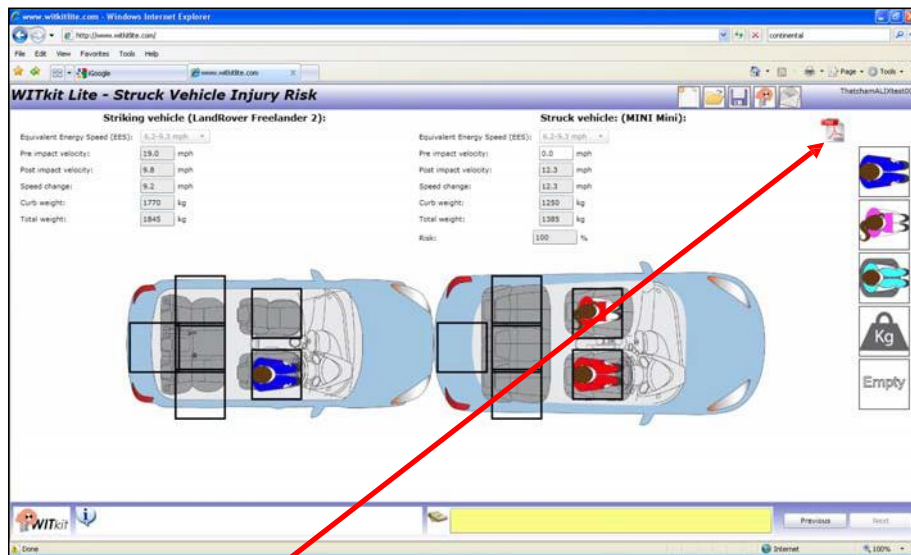 www.witkitlite.com - Windows Internet Explorer
http://www.witkitlite.com/
continental
File Edit View Favorites Tools Help
iGoogle
www.witkitlite.com
Page
Tools
WITkit Lite - Struck Vehicle Injury Risk
Striking vehicle (LandRover Freelander 2):
Equivalent Energy Speed (EES): 6.2-9.3 mph
Pre impact velocity: 19.0 mph
Post impact velocity: 9.8 mph
Speed change: 9.2 mph
Curb weight: 1770 kg
Total weight: 1845 kg
Struck vehicle: (MINI Mini):
Equivalent Energy Speed (EES): 6.2-9.3 mph
Pre impact velocity: 0.0 mph
Post impact velocity: 12.3 mph
Speed change: 12.3 mph
Curb weight: 1250 kg
Total weight: 1385 kg
Risk: 100 %
Kg
Empty
WITkit
Previous Next
Done
Internet
100%